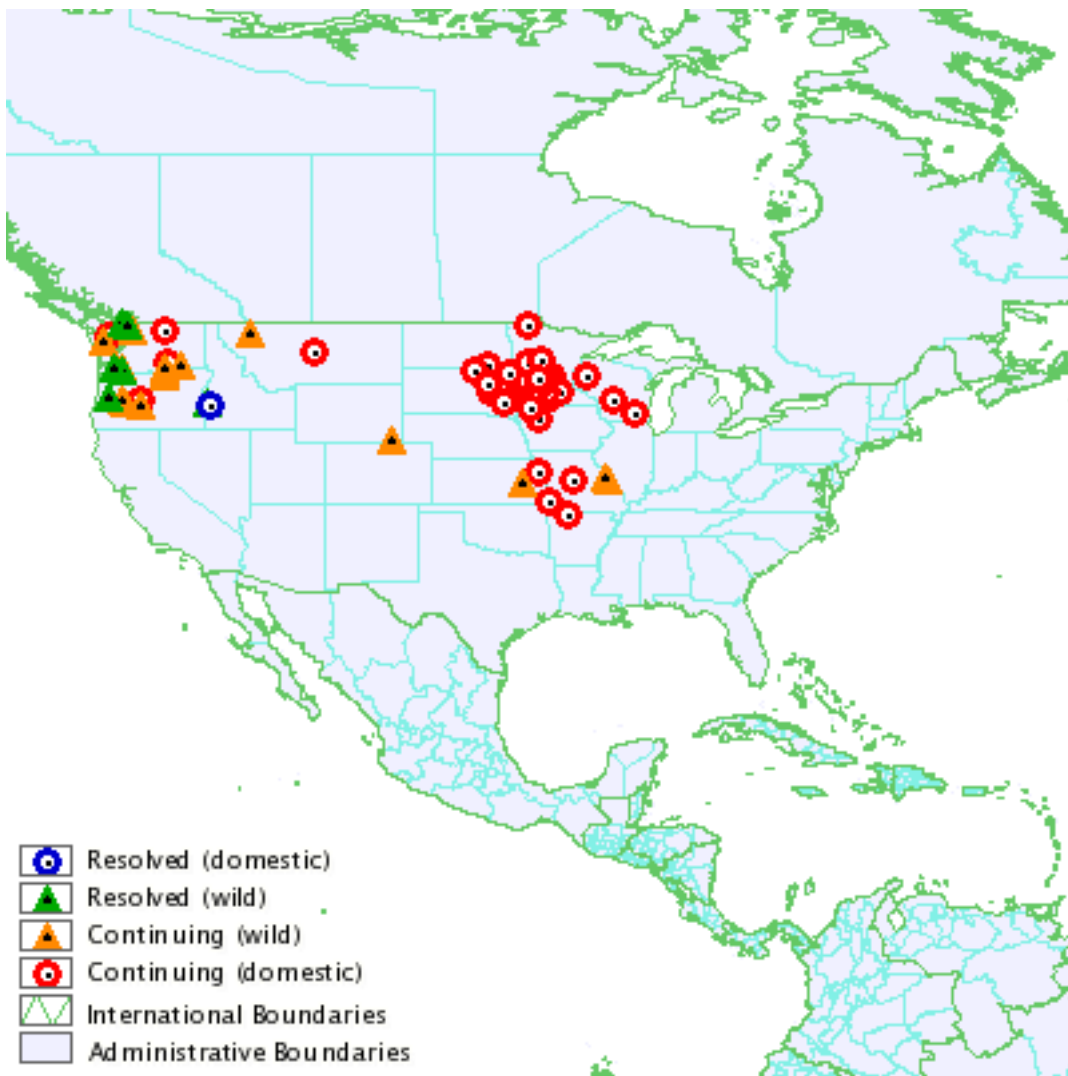 Resolved (domestic)
Resolved (wild)
Continuing (wild)
Continuing (domestic)
International Boundaries
Administrative Boundaries